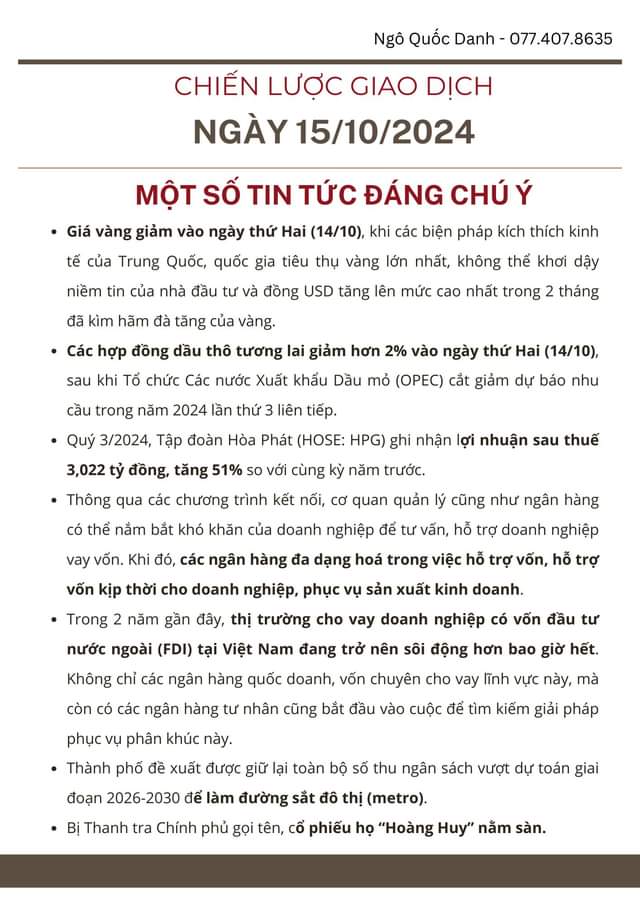 Ngô Quốc Danh - 077.407.8635
CHIẾN LƯỢC GIAO DỊCH
NGÀY 15/10/2024
MỘT SỐ TIN TỨC ĐÁNG CHÚ Ý
• Giá vàng giảm vào ngày thứ Hai (14/10), khi các biện pháp kích thích kinh
tế của Trung Quốc, quốc gia tiêu thụ vàng lớn nhất, không thể khơi dậy
niềm tin của nhà đầu tư và đồng USD tăng lên mức cao nhất trong 2 tháng
đã kìm hãm đà tăng của vàng.
• Các hợp đồng dầu thô tương lai giảm hơn 2% vào ngày thứ Hai (14/10),
sau khi Tổ chức Các nước Xuất khẩu Dầu mỏ (OPEC) cắt giảm dự báo nhu
cầu trong năm 2024 lần thứ 3 liên tiếp.
• Quý 3/2024, Tập đoàn Hòa Phát (HOSE: HPG) ghi nhận lợi nhuận sau thuế
3,022 tỷ đồng, tăng 51% so với cùng kỳ năm trước.
• Thông qua các chương trình kết nối, cơ quan quản lý cũng như ngân hàng
có thể nắm bắt khó khăn của doanh nghiệp để tư vấn, hỗ trợ doanh nghiệp
vay vốn. Khi đó, các ngân hàng đa dạng hoá trong việc hỗ trợ vốn, hỗ trợ
vốn kịp thời cho doanh nghiệp, phục vụ sản xuất kinh doanh.
• Trong 2 năm gần đây, thị trường cho vay doanh nghiệp có vốn đầu tư
nước ngoài (FDI) tại Việt Nam đang trở nên sôi động hơn bao giờ hết.
Không chỉ các ngân hàng quốc doanh, vốn chuyên cho vay lĩnh vực này, mà
còn có các ngân hàng tư nhân cũng bắt đầu vào cuộc để tìm kiếm giải pháp
phục vụ phân khúc này.
• Thành phố đề xuất được giữ lại toàn bộ số thu ngân sách vượt dự toán giai
đoạn 2026-2030 để làm đường sắt đô thị (metro).
• Bị Thanh tra Chính phủ gọi tên, cổ phiếu họ “Hoàng Huy” nằm sàn.